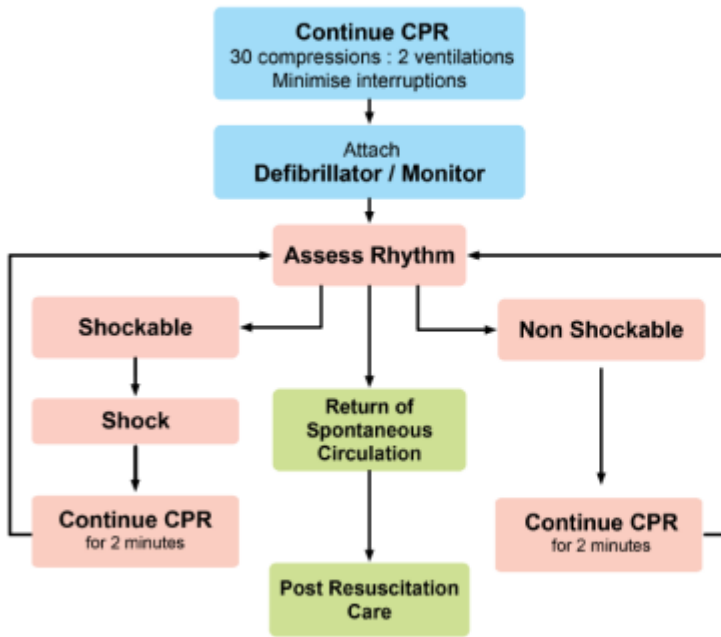 Continue CPR
30 compressions : 2 ventilations
Minimise interruptions
Attach
Defibrillator / Monitor
Assess Rhythm
Shockable
Non Shockable
Shock
Return of
Spontaneous
Circulation
Continue CPR
for 2 minutes
Continue CPR
for 2 minutes
Post Resuscitation
Care